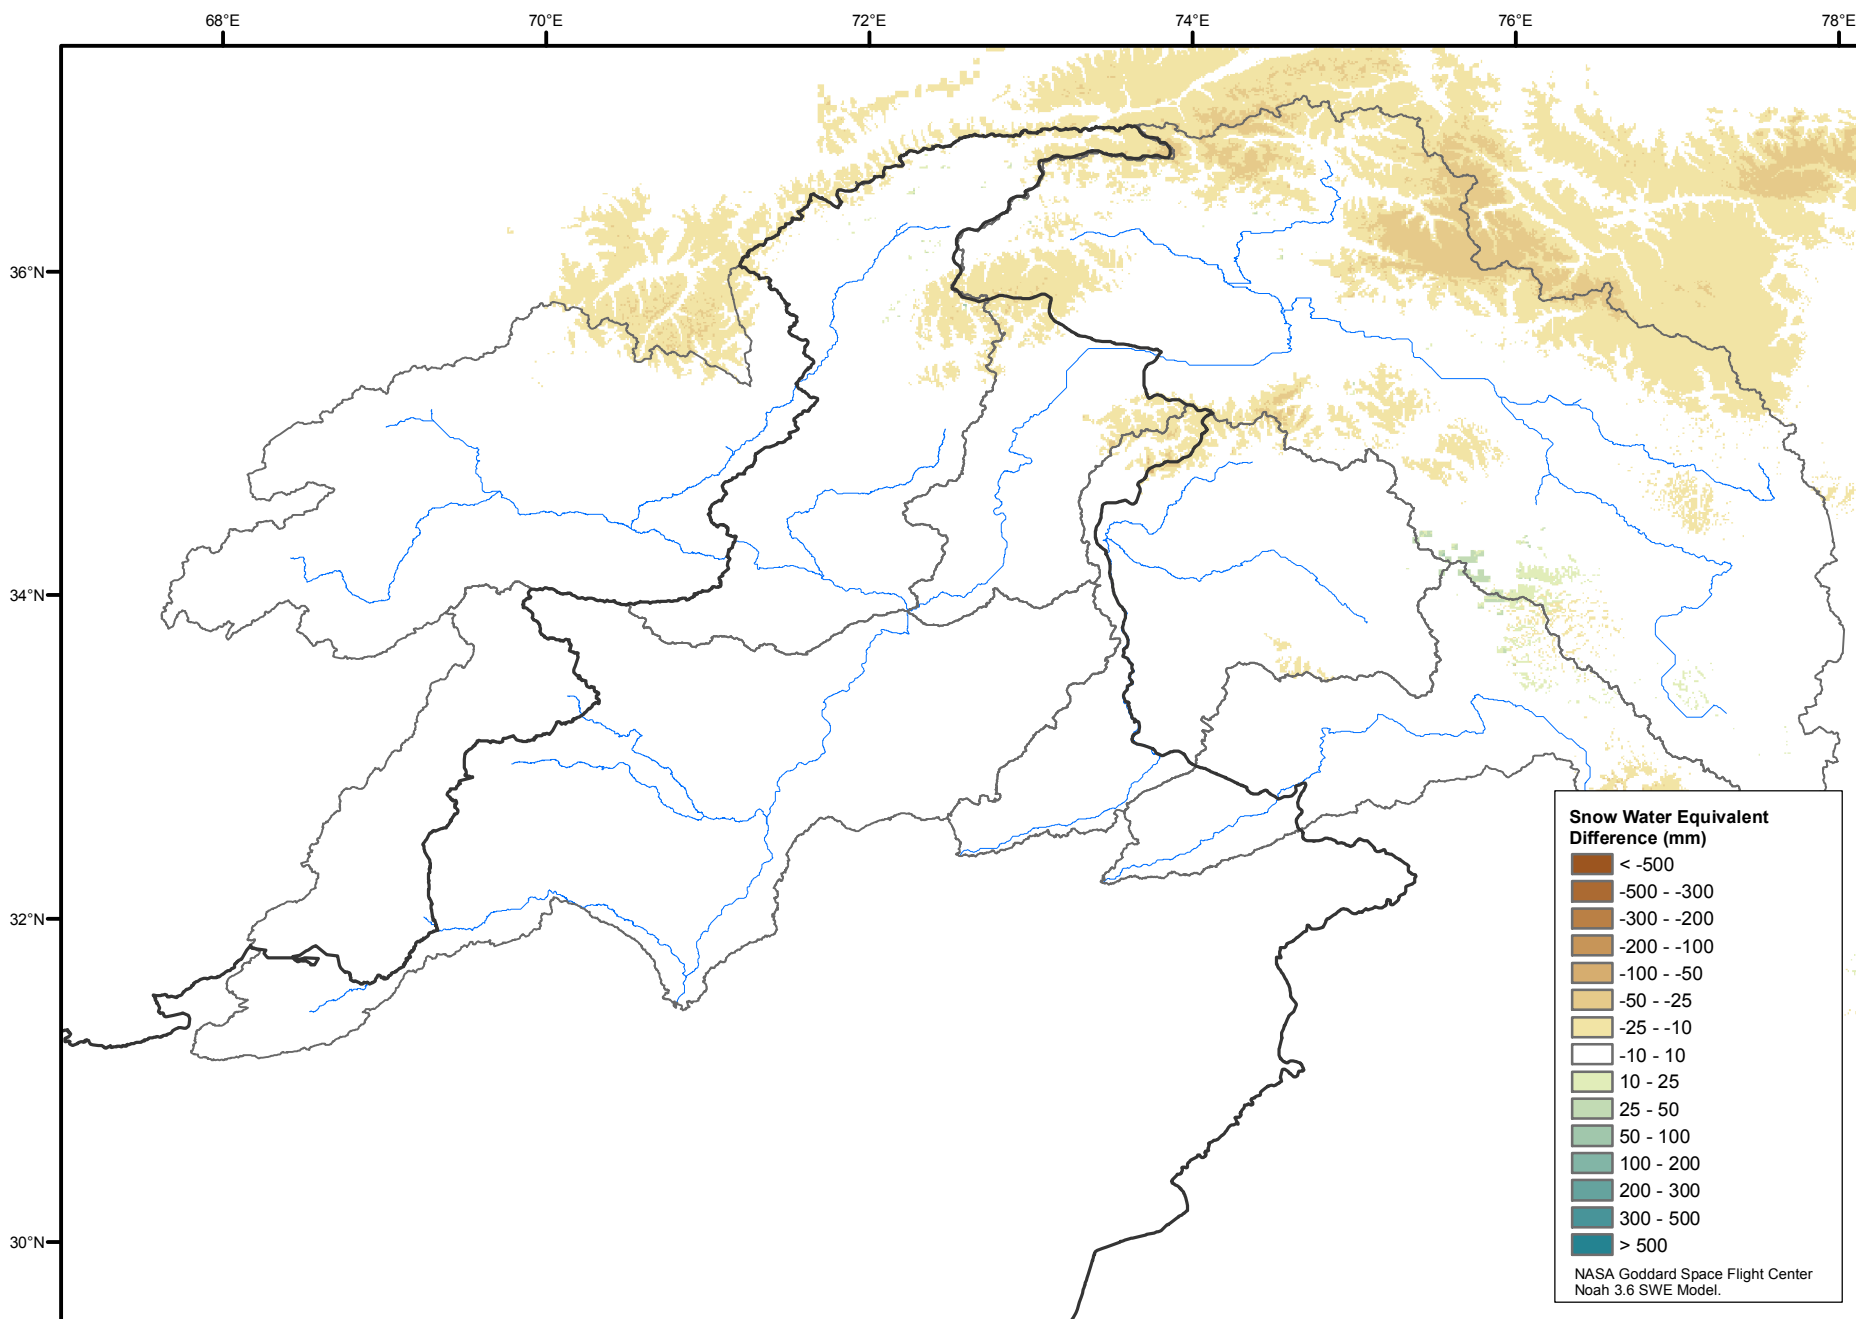 68°E 70°E 72°E 74°E 76°E 78°E
36°N
34°N
32°N
30°N
Snow Water Equivalent
Difference (mm)
< -500
-500 - -300
-300 - -200
-200 - -100
-100 - -50
-50 - -25
-25 - -10
-10 - 10
10 - 25
25 - 50
50 - 100
100 - 200
200 - 300
300 - 500
> 500
NASA Goddard Space Flight Center
Noah 3.6 SWE Model.